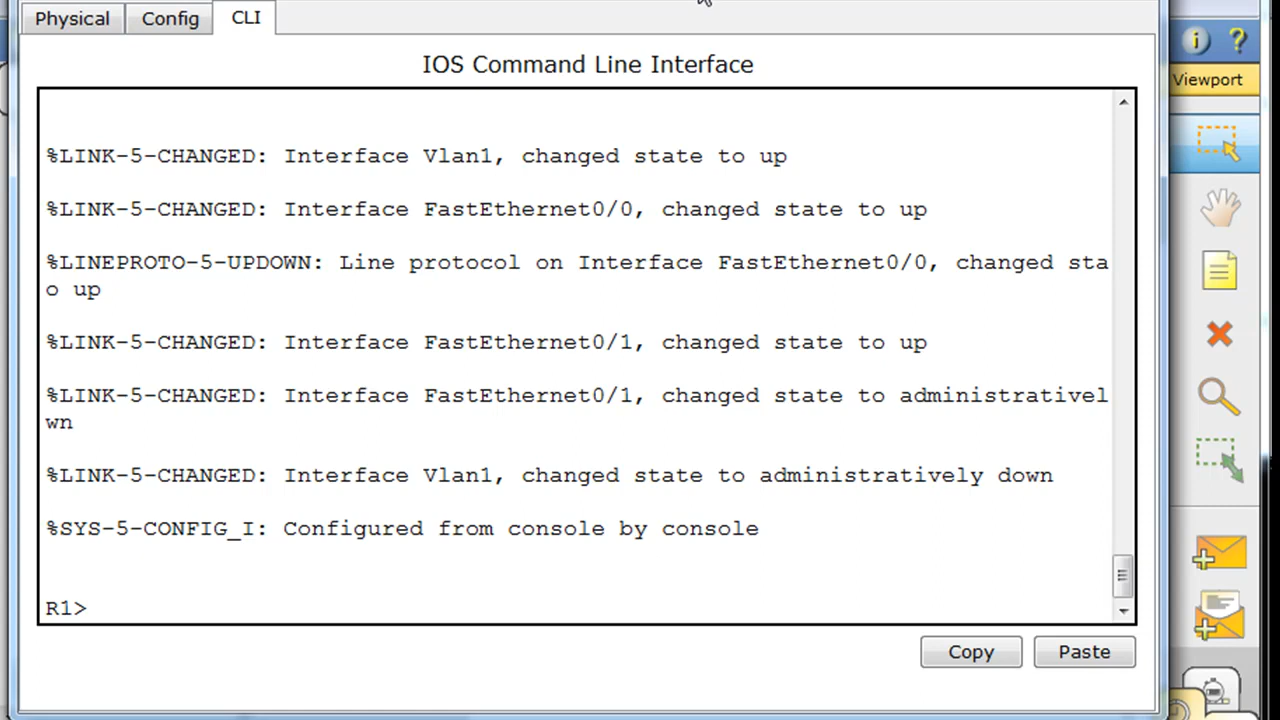 Physical Config CLI
IOS Command Line Interface
Viewport
%LINK-5-CHANGED: Interface Vlan1, changed state to up
%LINK-5-CHANGED: Interface FastEthernet0/0, changed state to up
%LINEPROTO-5-UPDOWN: Line protocol on Interface FastEthernet0/0, changed sta
o up
%LINK-5-CHANGED: Interface FastEthernet0/1, changed state to up
%LINK-5-CHANGED: Interface FastEthernet0/1, changed state to administrativel
wn
%LINK-5-CHANGED: Interface Vlan1, changed state to administratively down
%SYS-5-CONFIG_I: Configured from console by console
R1>
Copy Paste